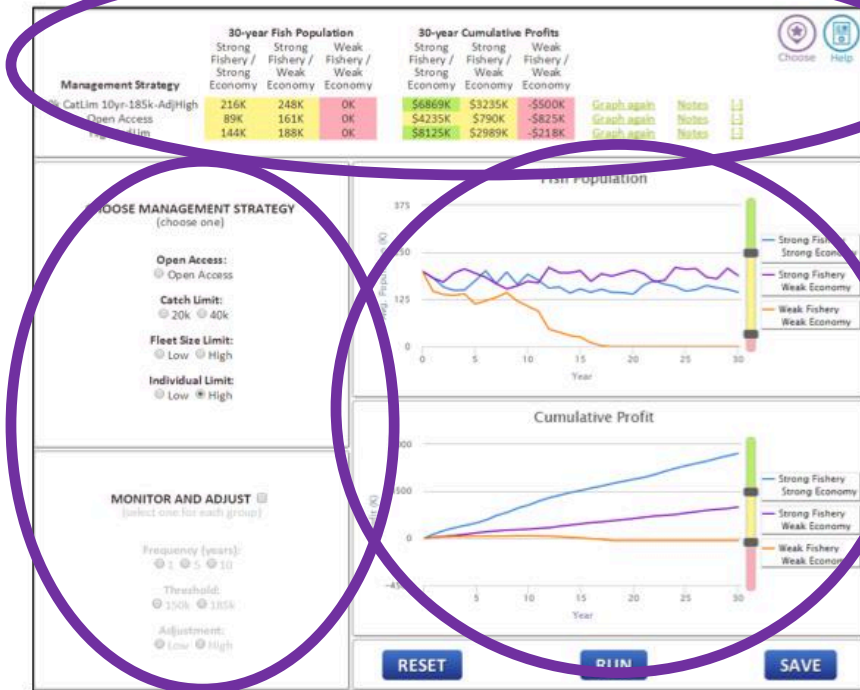 30-year Fish Population 30-year Cumulative Profits
Strong Strong Weak Strong Strong Weak
Fishery / Fishery / Fishery / Fishery / Fishery / Fishery /
Strong Weak Weak Strong Weak Weak
Management Strategy Economy Economy Economy Economy Economy Economy
Choose Help
CatLim 10yr-185k-AdjHigh 216K 248K 0K $6869K $3235K -$500K Graph again Notes [-]
Open Access 89K 161K 0K $4235K $790K -$825K Graph again Notes [-]
144K 188K 0K $8125K $2989K -$218K Graph again Notes [-]
CHOOSE MANAGEMENT STRATEGY
(choose one)
Open Access:
Open Access
Catch Limit:
20k 40k
Fleet Size Limit:
Low High
Individual Limit:
Low High
MONITOR AND ADJUST
(select one for each group)
Frequency (years):
1 5 10
Threshold:
150k 185k
Adjustment:
Low High
Fish Population
375
250
125
0
0 5 10 15 20 25 30
Year
Strong Fishery
Strong Economy
Strong Fishery
Weak Economy
Weak Fishery
Weak Economy
Cumulative Profit
0
5 10 15 20 25 30
Year
Strong Fishery
Strong Economy
Strong Fishery
Weak Economy
Weak Fishery
Weak Economy
RESET RUN SAVE